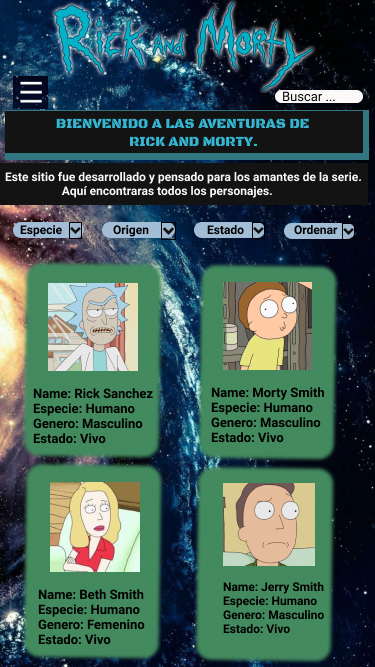 Rick and Morty
Buscar ...
BIENVENIDO A LAS AVENTURAS DE
RICK AND MORTY.
Este sitio fue desarrollado y pensado para los amantes de la serie.
Aquí encontraras todos los personajes.
Especie Origen Estado Ordenar
Name: Rick Sanchez
Especie: Humano
Genero: Masculino
Estado: Vivo
Name: Morty Smith
Especie: Humano
Genero: Masculino
Estado: Vivo
Name: Beth Smith
Especie: Humano
Genero: Femenino
Estado: Vivo
Name: Jerry Smith
Especie: Humano
Genero: Masculino
Estado: Vivo